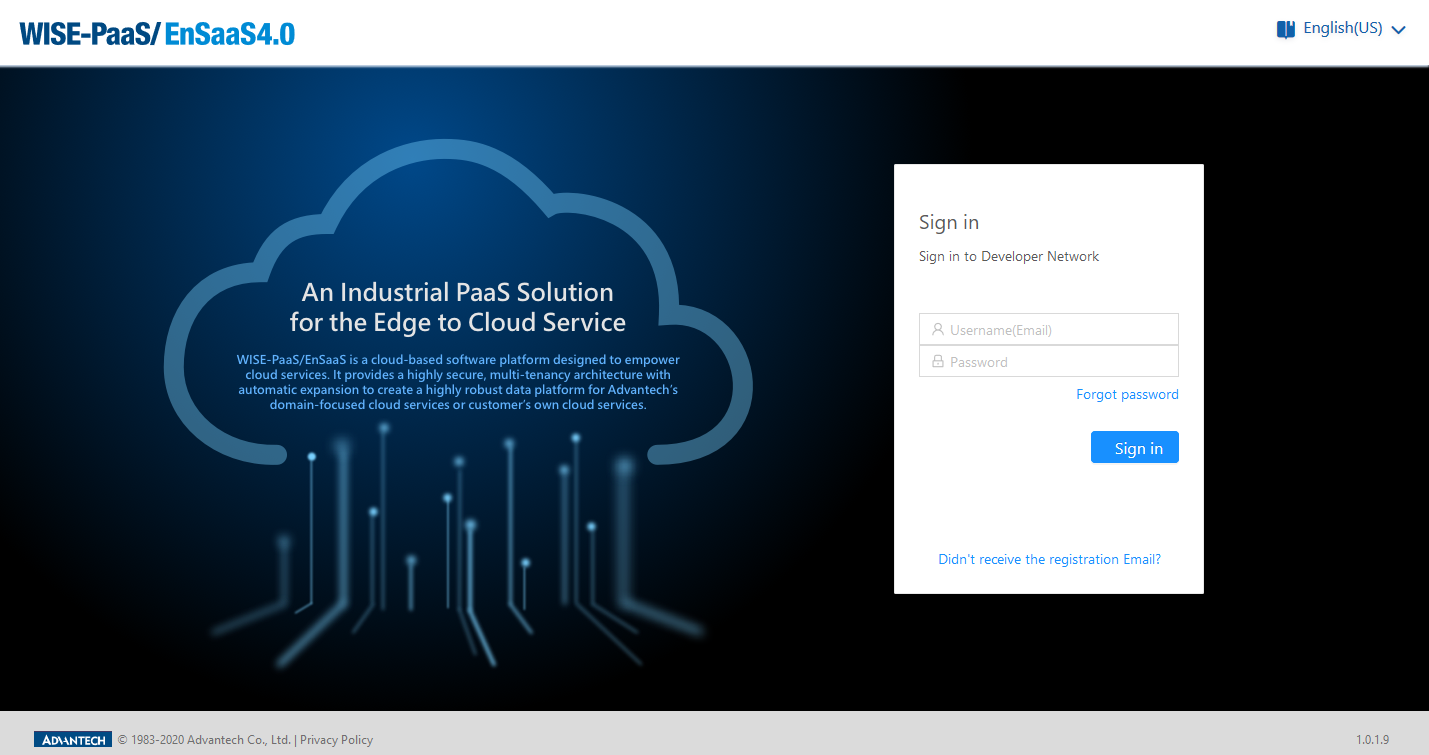 WISE-PaaS/EnSaaS4.0
English(US)
An Industrial PaaS Solution
for the Edge to Cloud Service
WISE-PaaS/EnSaaS is a cloud-based software platform designed to empower
cloud services. It provides a highly secure, multi-tenancy architecture with
automatic expansion to create a highly robust data platform for Advantech's
domain-focused cloud services or customer's own cloud services.
Sign in
Sign in to Developer Network
Username(Email)
Password
Forgot password
Sign in
Didn't receive the registration Email?
ADVANTECH © 1983-2020 Advantech Co., Ltd. | Privacy Policy
1.0.1.9